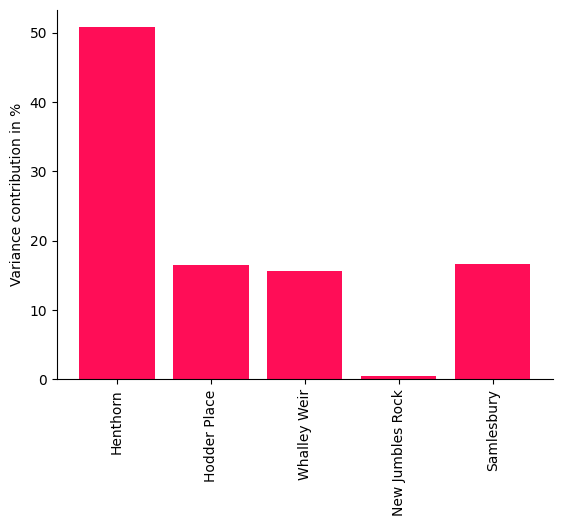 Variance contribution in %
50
40
30
20
10
0
Henthorn
Hodder Place
Whalley Weir
New Jumbles Rock
Samlesbury